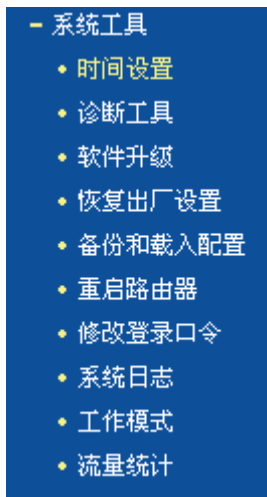 系统工具
时间设置
诊断工具
软件升级
恢复出厂设置
备份和载入配置
重启路由器
修改登录口令
系统日志
工作模式
流量统计